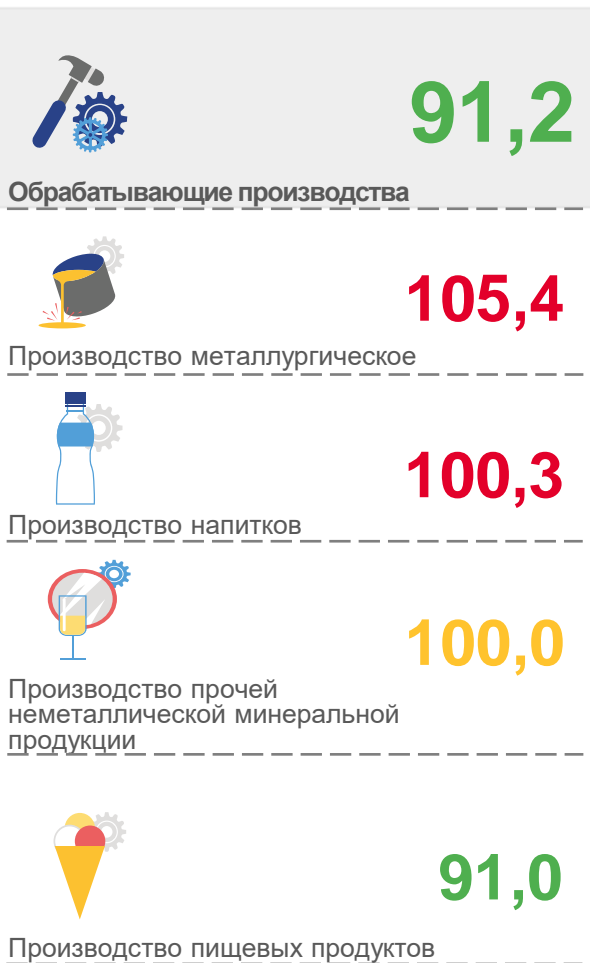 91,2
Обрабатывающие производства
105,4
Производство металлургическое
100,3
Производство напитков
100,0
Производство прочей
неметаллической минеральной
продукции
91,0
Производство пищевых продуктов